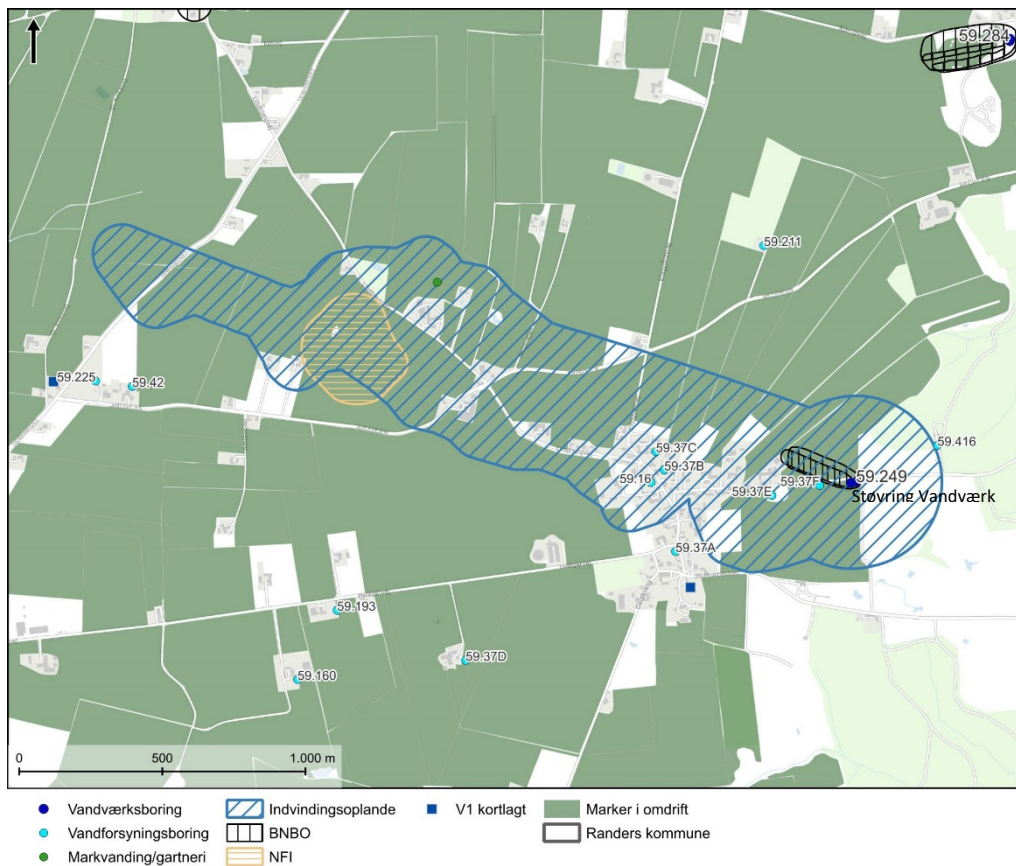 59.284
59.211
59.225
59.42
59.416
59.37C
59.37B
59.16
59.37E
59.37F
59.249
Støvring Vandværk
59.37A
59.193
59.37D
59.160
0 500 1.000 m
Vandværksboring
Indvindingsoplande
V1 kortlagt
Marker i omdrift
Vandforsyningsboring
BNBO
Randers kommune
Markvanding/gartneri
NFI